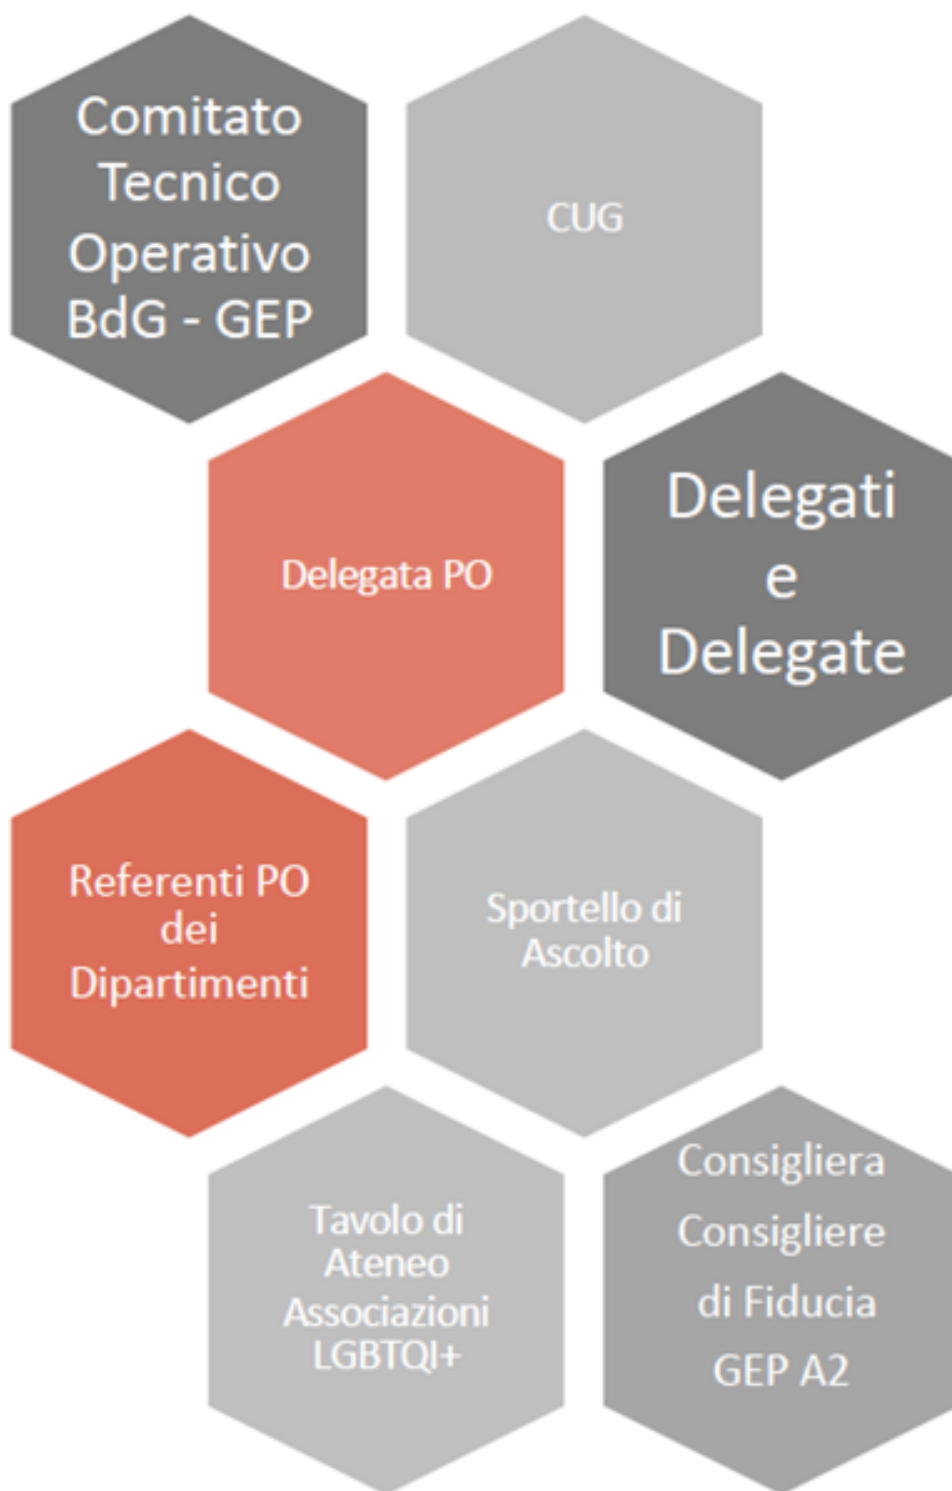 Comitato
Tecnico
Operativo
BdG - GEP
CUG
Delegata PO
Delegati
e
Delegate
Referenti PO
dei
Dipartimenti
Sportello di
Ascolto
Tavolo di
Ateneo
Associazioni
LGBTQI+
Consigliera
Consigliere
di Fiducia
GEP A2